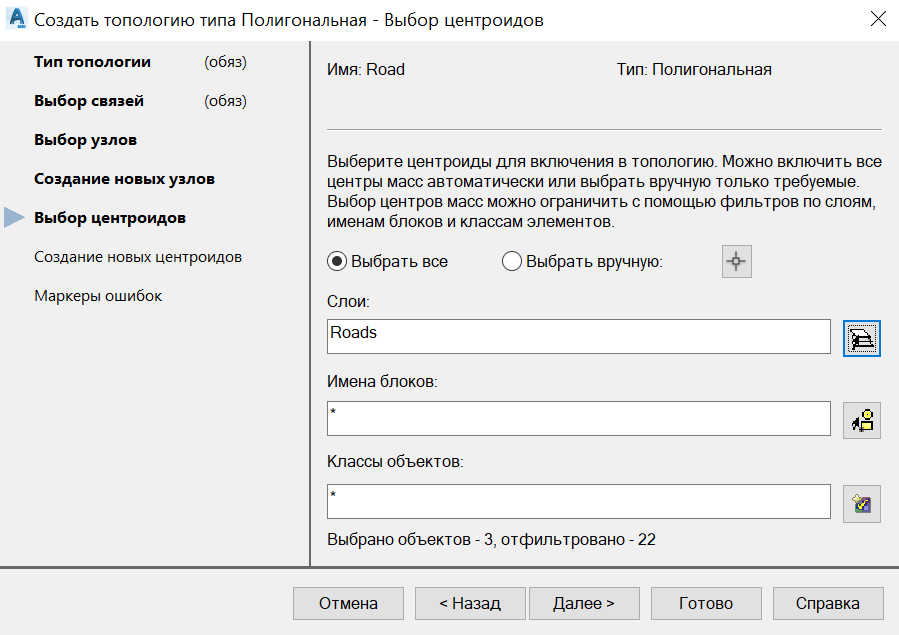 Создать топологию типа Полигональная - Выбор центроидов
Тип топологии (обяз)
Выбор связей (обяз)
Выбор узлов
Создание новых узлов
Выбор центроидов
Создание новых центроидов
Маркеры ошибок
Имя: Road Тип: Полигональная
Выберите центроиды для включения в топологию. Можно включить все
центры масс автоматически или выбрать вручную только требуемые.
Выбор центров масс можно ограничить с помощью фильтров по слоям,
именам блоков и классам элементов.
Выбрать все Выбрать вручную:
Слои:
Roads
Имена блоков:
*
Классы объектов:
*
Выбрано объектов - 3, отфильтровано - 22
Отмена < Назад Далее > Готово Справка